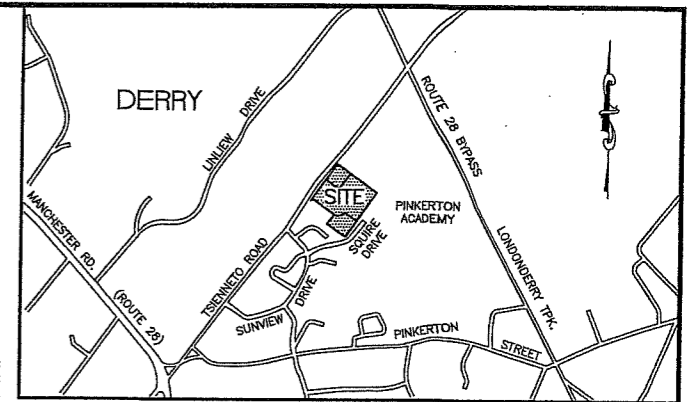 DERRY
LINLIEW DRIVE
ROUTE 28 BYPASS
SITE
PINKERTON
ACADEMY
MANCHESTER RD.
(ROUTE 28)
TSIENNETO ROAD
SQUIRE
DRIVE
LONDONDERRY TPK.
SUNVIEW DRIVE
PINKERTON STREET